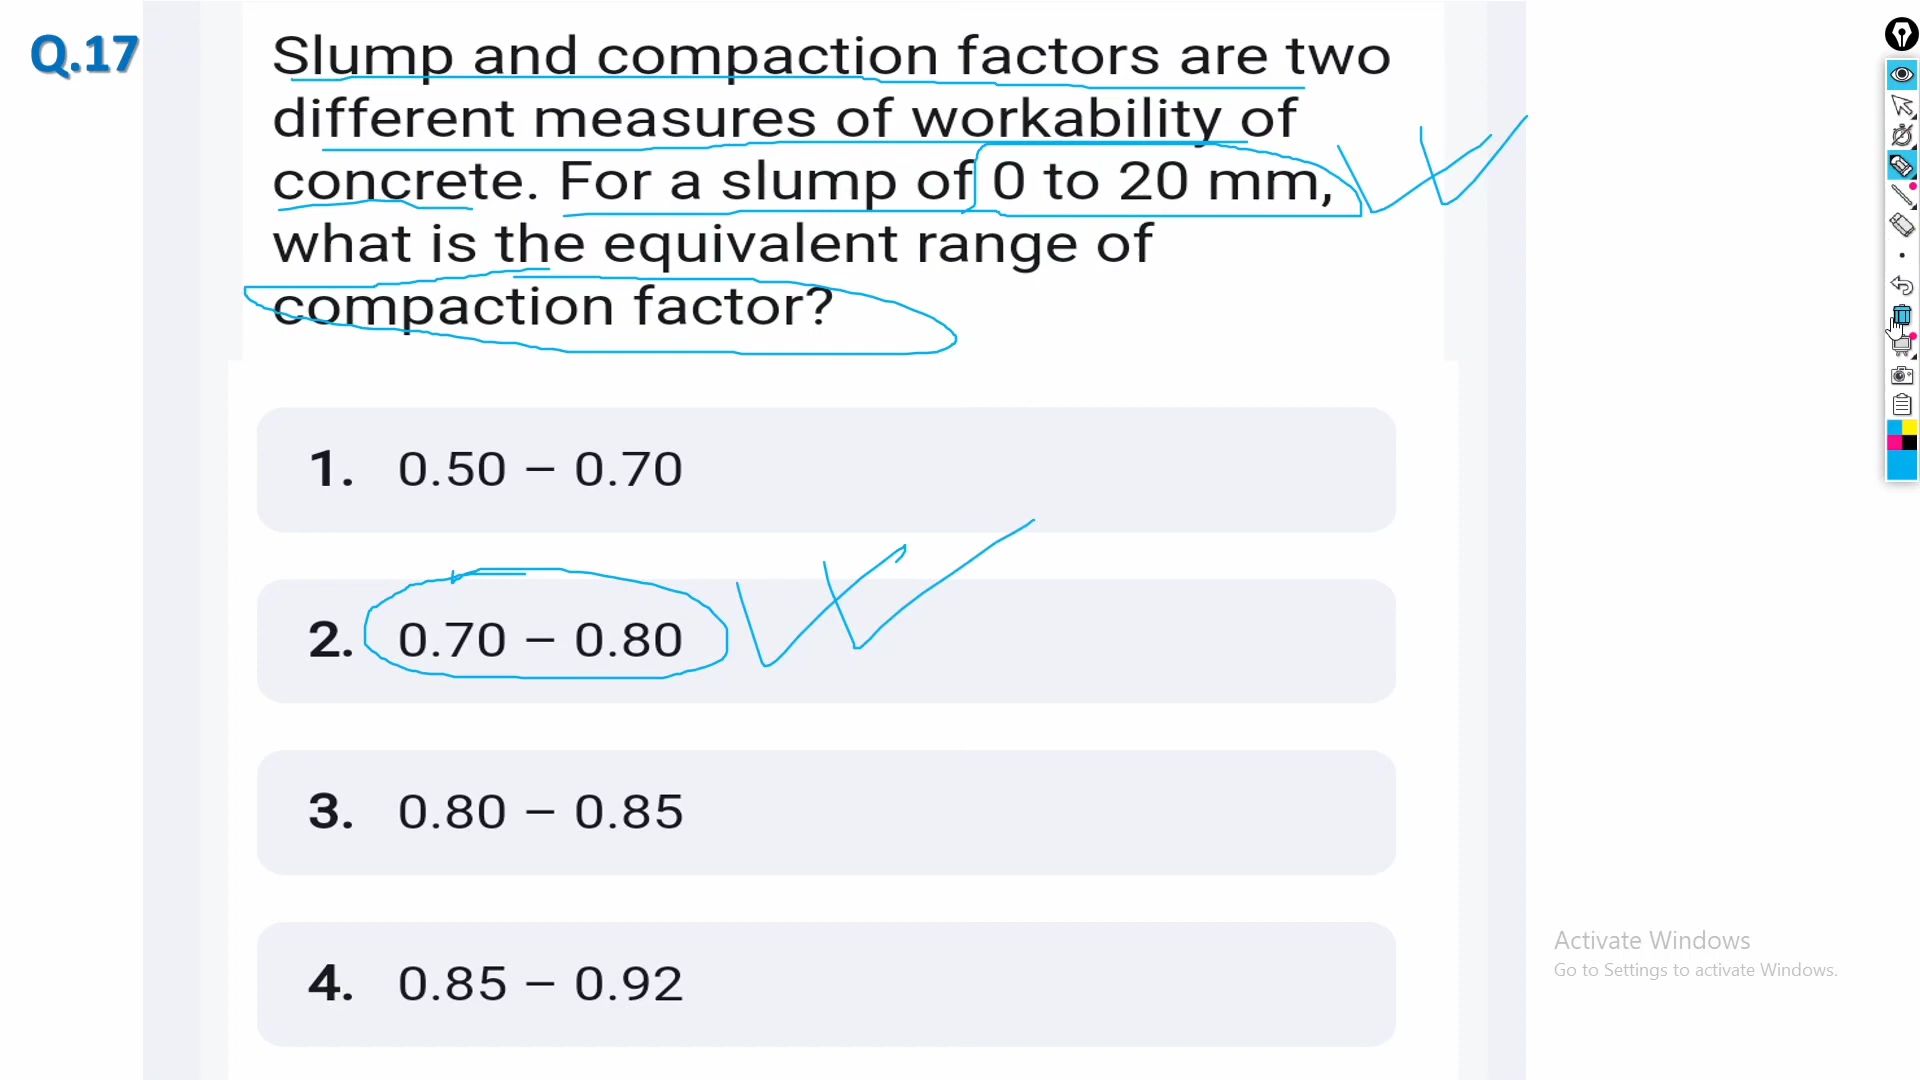 Q.17
Slump and compaction factors are two
different measures of workability of
concrete. For a slump of 0 to 20 mm,
what is the equivalent range of
compaction factor?
1. 0.50 – 0.70
2. 0.70 – 0.80
3. 0.80 – 0.85
4. 0.85 – 0.92
Activate Windows
Go to Settings to activate Windows.